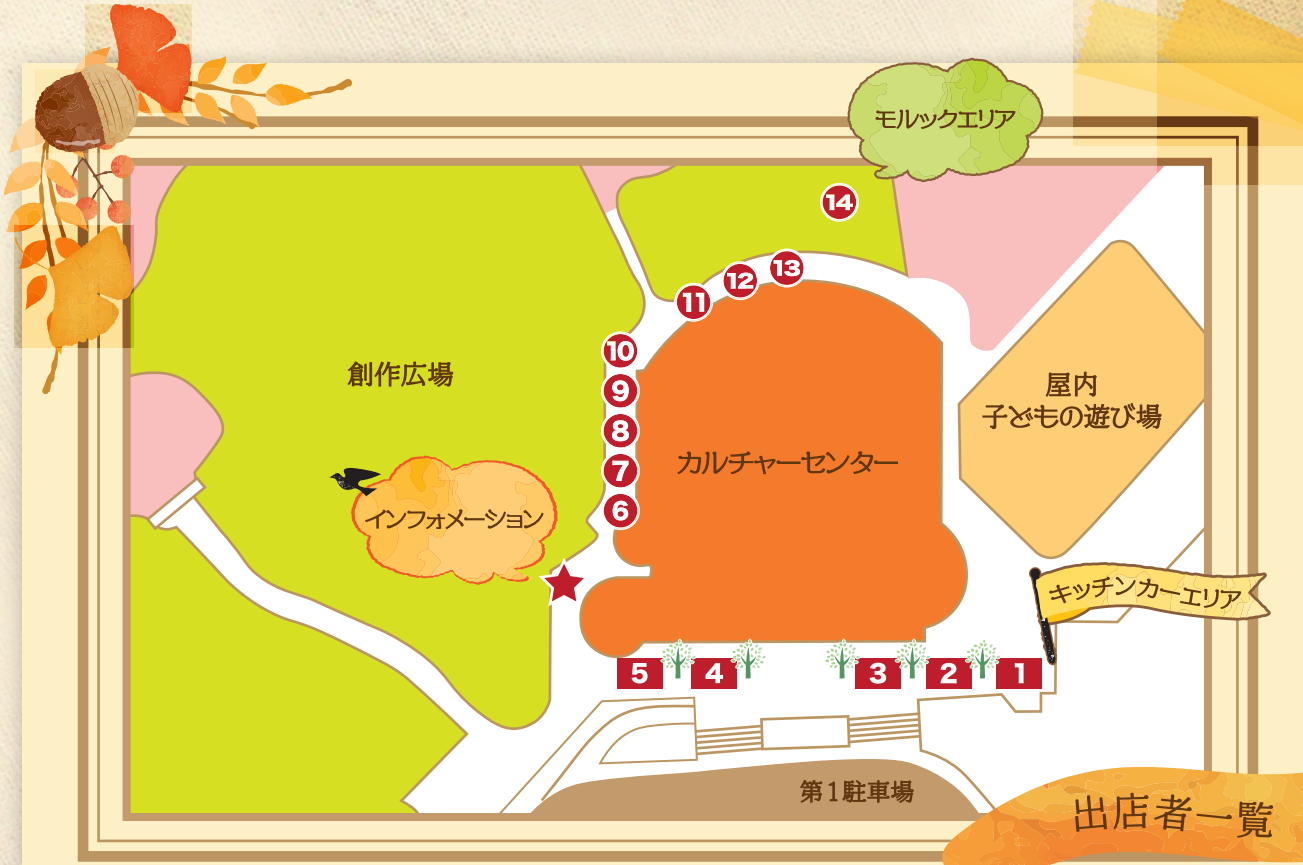 モルックエリア
14
13
12
11
10
9
8
7
6
創作広場
屋内
子どもの遊び場
カルチャーセンター
インフォメーション
キッチンカーエリア
5
4
3
2
1
第1駐車場
出店者一覧